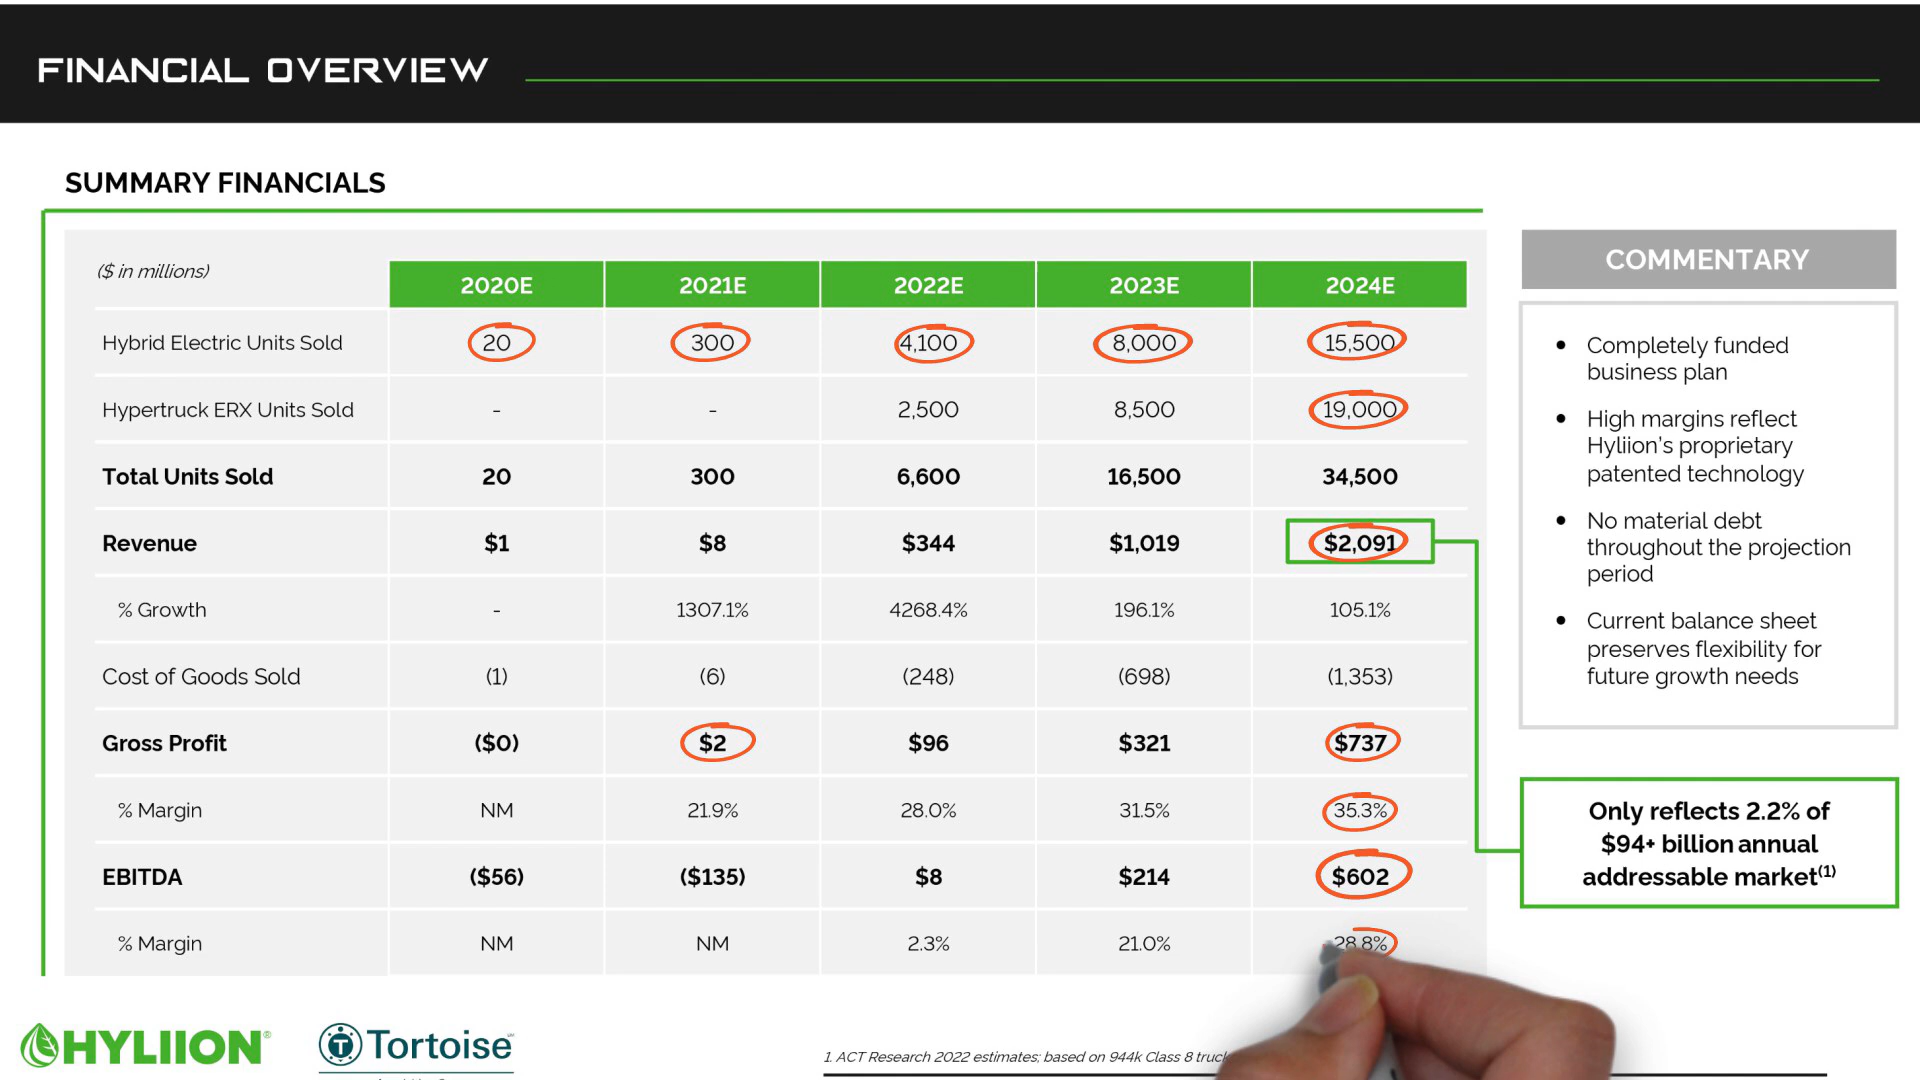 FINANCIAL OVERVIEW
SUMMARY FINANCIALS
($ in millions) 2020E 2021E 2022E 2023E 2024E
Hybrid Electric Units Sold 20 300 4,100 8,000 15,500
Hypertruck ERX Units Sold - - 2,500 8,500 19,000
Total Units Sold 20 300 6,600 16,500 34,500
Revenue $1 $8 $344 $1,019 $2,091
% Growth - 1307.1% 4268.4% 196.1% 105.1%
Cost of Goods Sold (1) (6) (248) (698) (1,353)
Gross Profit ($0) $2 $96 $321 $737
% Margin NM 21.9% 28.0% 31.5% 35.3%
EBITDA ($56) ($135) $8 $214 $602
% Margin NM NM 2.3% 21.0% 28.8%
COMMENTARY
• Completely funded
business plan
• High margins reflect
Hyliion's proprietary
patented technology
• No material debt
throughout the projection
period
• Current balance sheet
preserves flexibility for
future growth needs
Only reflects 2.2% of
$94+ billion annual
addressable market(1)
HYLIION®
Tortoise
1. ACT Research 2022 estimates; based on 944k Class 8